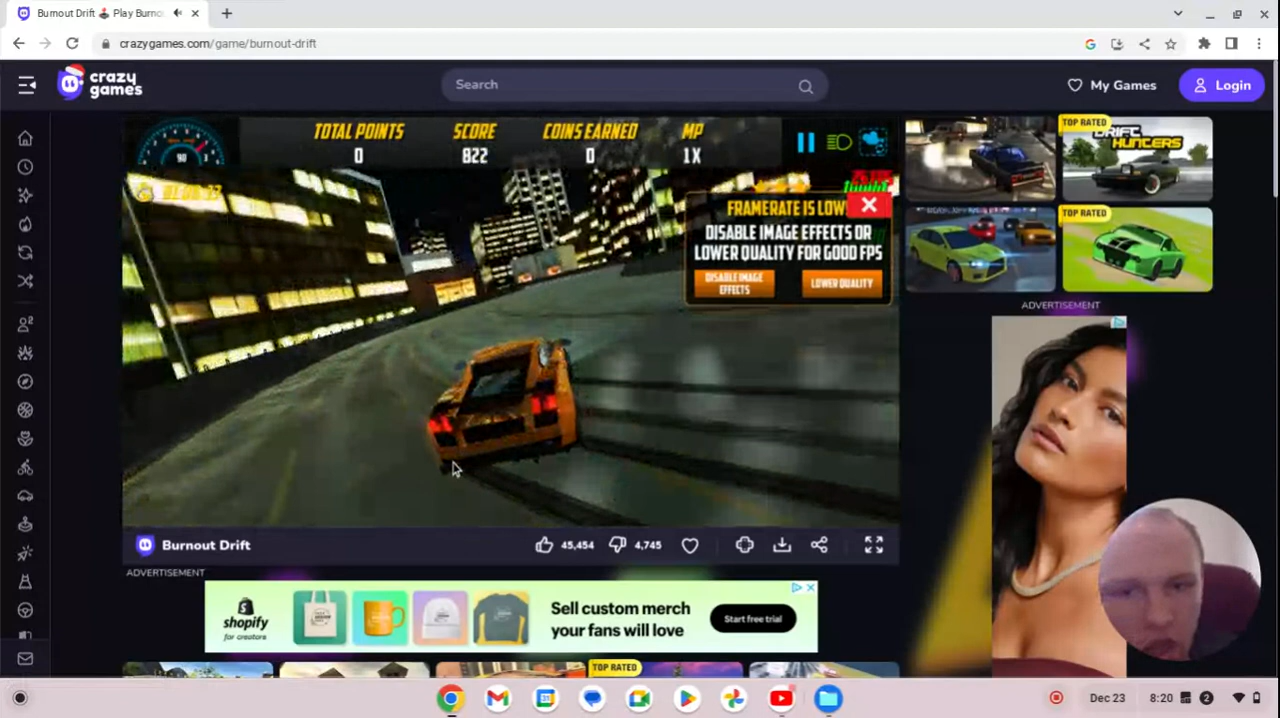 Burnout Drift 🕹️ Play Burno
crazygames.com/game/burnout-drift
crazy
games
Search
My Games
Login
TOTAL POINTS
SCORE
COINS EARNED
MP
0
822
0
1X
90
FRAMERATE IS LOW
DISABLE IMAGE EFFECTS OR
LOWER QUALITY FOR GOOD FPS
DISABLE IMAGE
EFFECTS
LOWER QUALITY
TOP RATED
DRIFT
HUNTERS
TOP RATED
ADVERTISEMENT
Burnout Drift
45,454
4,745
ADVERTISEMENT
shopify
for creators
Sell custom merch
your fans will love
Start free trial
TOP RATED
31
Dec 23
8:20
2